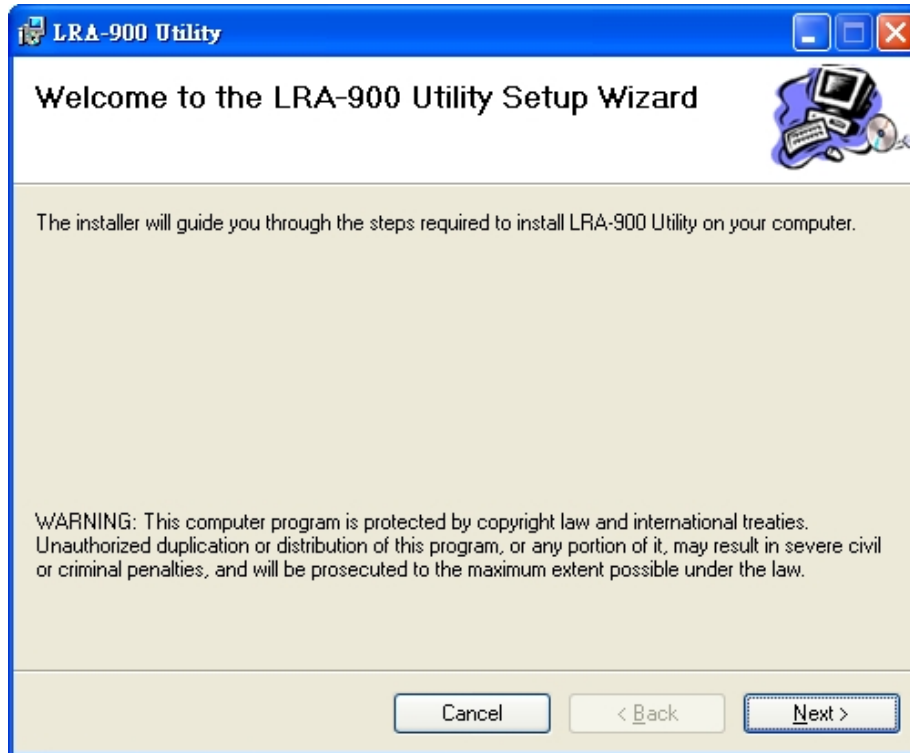 LRA-900 Utility
Welcome to the LRA-900 Utility Setup Wizard
The installer will guide you through the steps required to install LRA-900 Utility on your computer.
WARNING: This computer program is protected by copyright law and international treaties.
Unauthorized duplication or distribution of this program, or any portion of it, may result in severe civil
or criminal penalties, and will be prosecuted to the maximum extent possible under the law.
Cancel
< Back
Next >